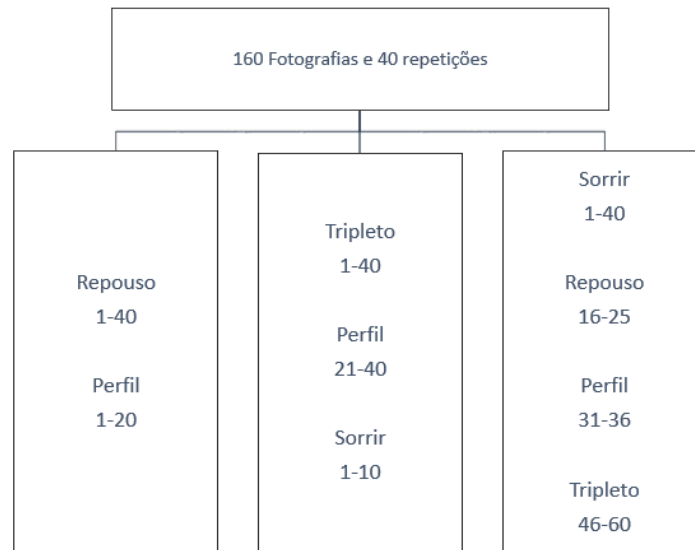 160 Fotografias e 40 repetições
Repouso
1-40
Perfil
1-20
Tripleto
1-40
Perfil
21-40
Sorrir
1-10
Sorrir
1-40
Repouso
16-25
Perfil
31-36
Tripleto
46-60